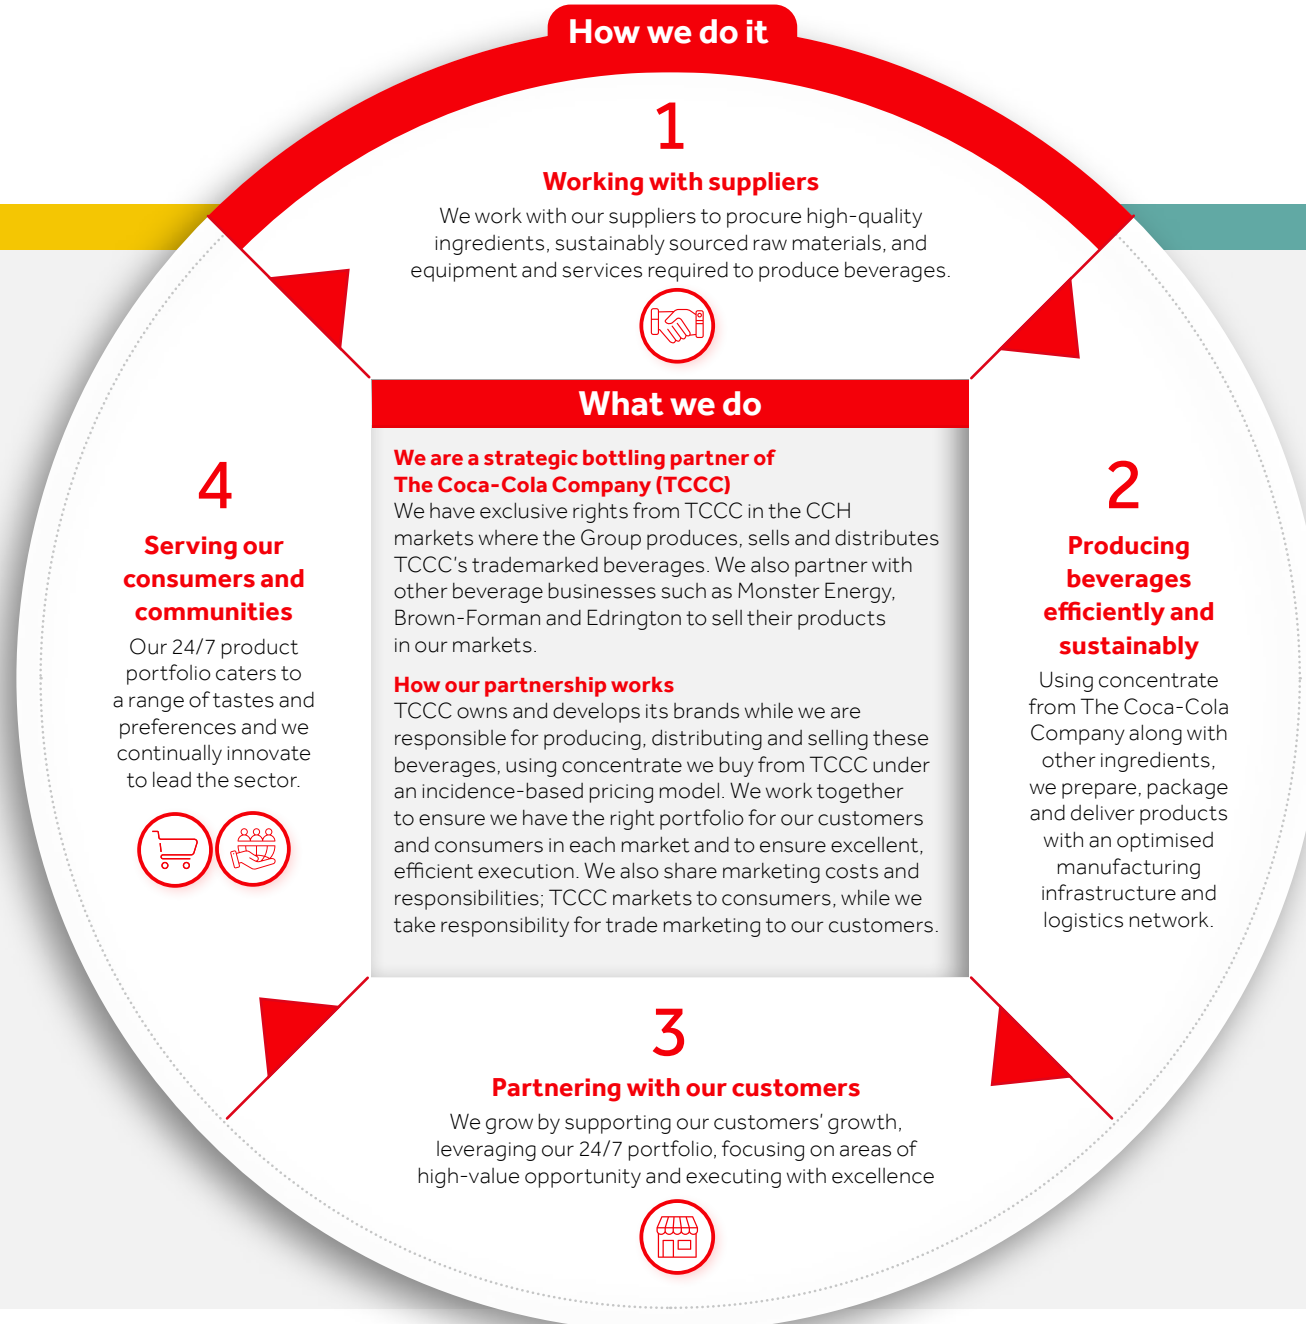 How we do it
1
Working with suppliers
We work with our suppliers to procure high-quality
ingredients, sustainably sourced raw materials, and
equipment and services required to produce beverages.
What we do
We are a strategic bottling partner of
The Coca-Cola Company (TCCC)
We have exclusive rights from TCCC in the CCH
markets where the Group produces, sells and distributes
TCCC's trademarked beverages. We also partner with
other beverage businesses such as Monster Energy,
Brown-Forman and Edrington to sell their products
in our markets.
How our partnership works
TCCC owns and develops its brands while we are
responsible for producing, distributing and selling these
beverages, using concentrate we buy from TCCC under
an incidence-based pricing model. We work together
to ensure we have the right portfolio for our customers
and consumers in each market and to ensure excellent,
efficient execution. We also share marketing costs and
responsibilities; TCCC markets to consumers, while we
take responsibility for trade marketing to our customers.
2
Producing
beverages
efficiently and
sustainably
Using concentrate
from The Coca-Cola
Company along with
other ingredients,
we prepare, package
and deliver products
with an optimised
manufacturing
infrastructure and
logistics network.
3
Partnering with our customers
We grow by supporting our customers' growth,
leveraging our 24/7 portfolio, focusing on areas of
high-value opportunity and executing with excellence
4
Serving our
consumers and
communities
Our 24/7 product
portfolio caters to
a range of tastes and
preferences and we
continually innovate
to lead the sector.